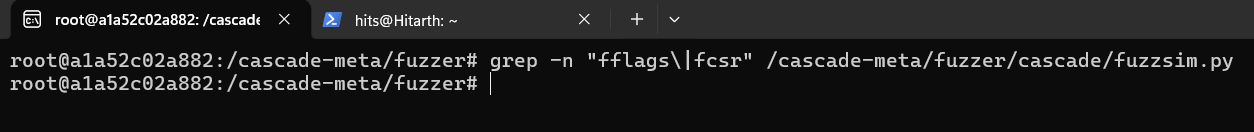 root@a1a52c02a882: /cascade
hits@Hitarth: ~
root@a1a52c02a882:/cascade-meta/fuzzer# grep -n "fflags\|fcsr" /cascade-meta/fuzzer/cascade/fuzzsim.py
root@a1a52c02a882:/cascade-meta/fuzzer#